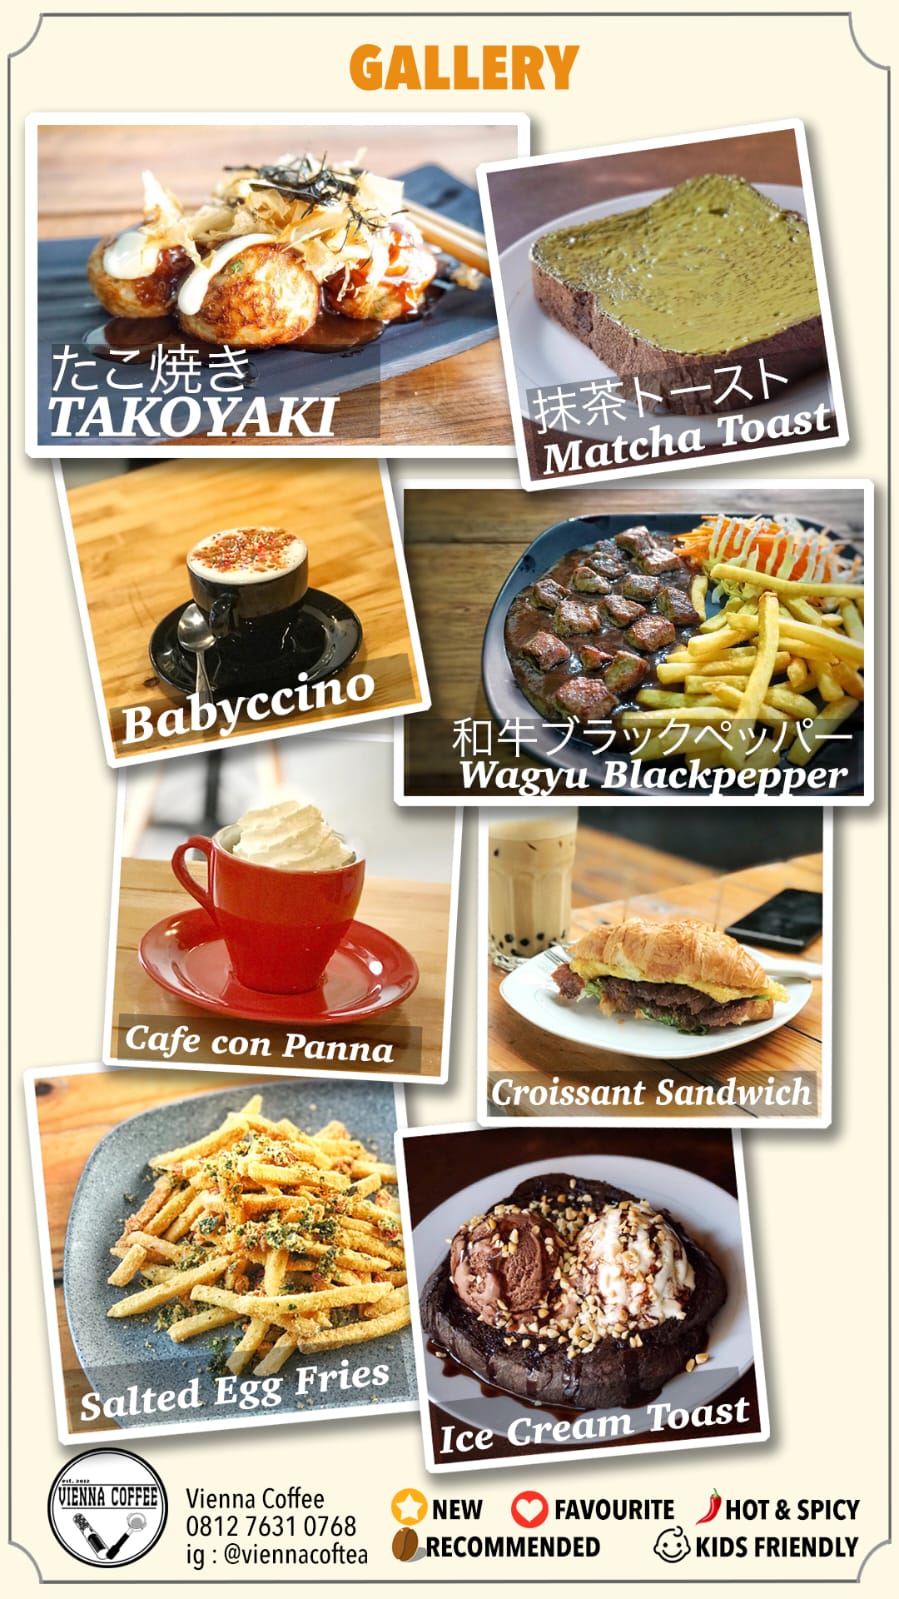 GALLERY
たこ焼き
TAKOYAKI
抹茶トースト
Matcha Toast
Babyccino
和牛ブラックペッパー
Wagyu Blackpepper
Cafe con Panna
Croissant Sandwich
Salted Egg Fries
Ice Cream Toast
est. 2012
VIENNA COFFEE
Vienna Coffee
0812 7631 0768
ig : @viennacoftea
NEW
FAVOURITE
HOT & SPICY
RECOMMENDED
KIDS FRIENDLY